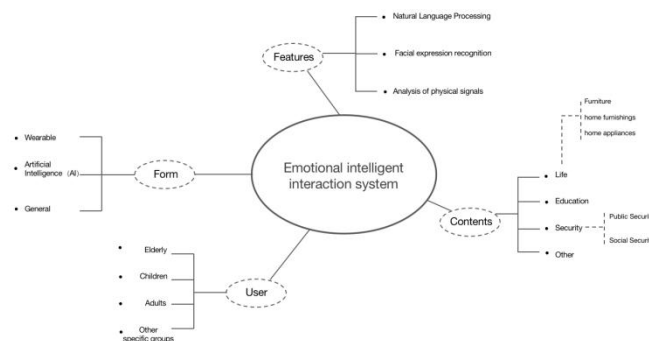 Natural Language Processing
Features
Facial expression recognition
Analysis of physical signals
Furniture
home furnishings
home appliances
Wearable
Artificial
Intelligence (AI)
General
Form
Emotional intelligent
interaction system
Life
Education
Contents
Security
Public Securit
Social Securit
Other
Elderly
Children
Adults
Other
specific groups
User